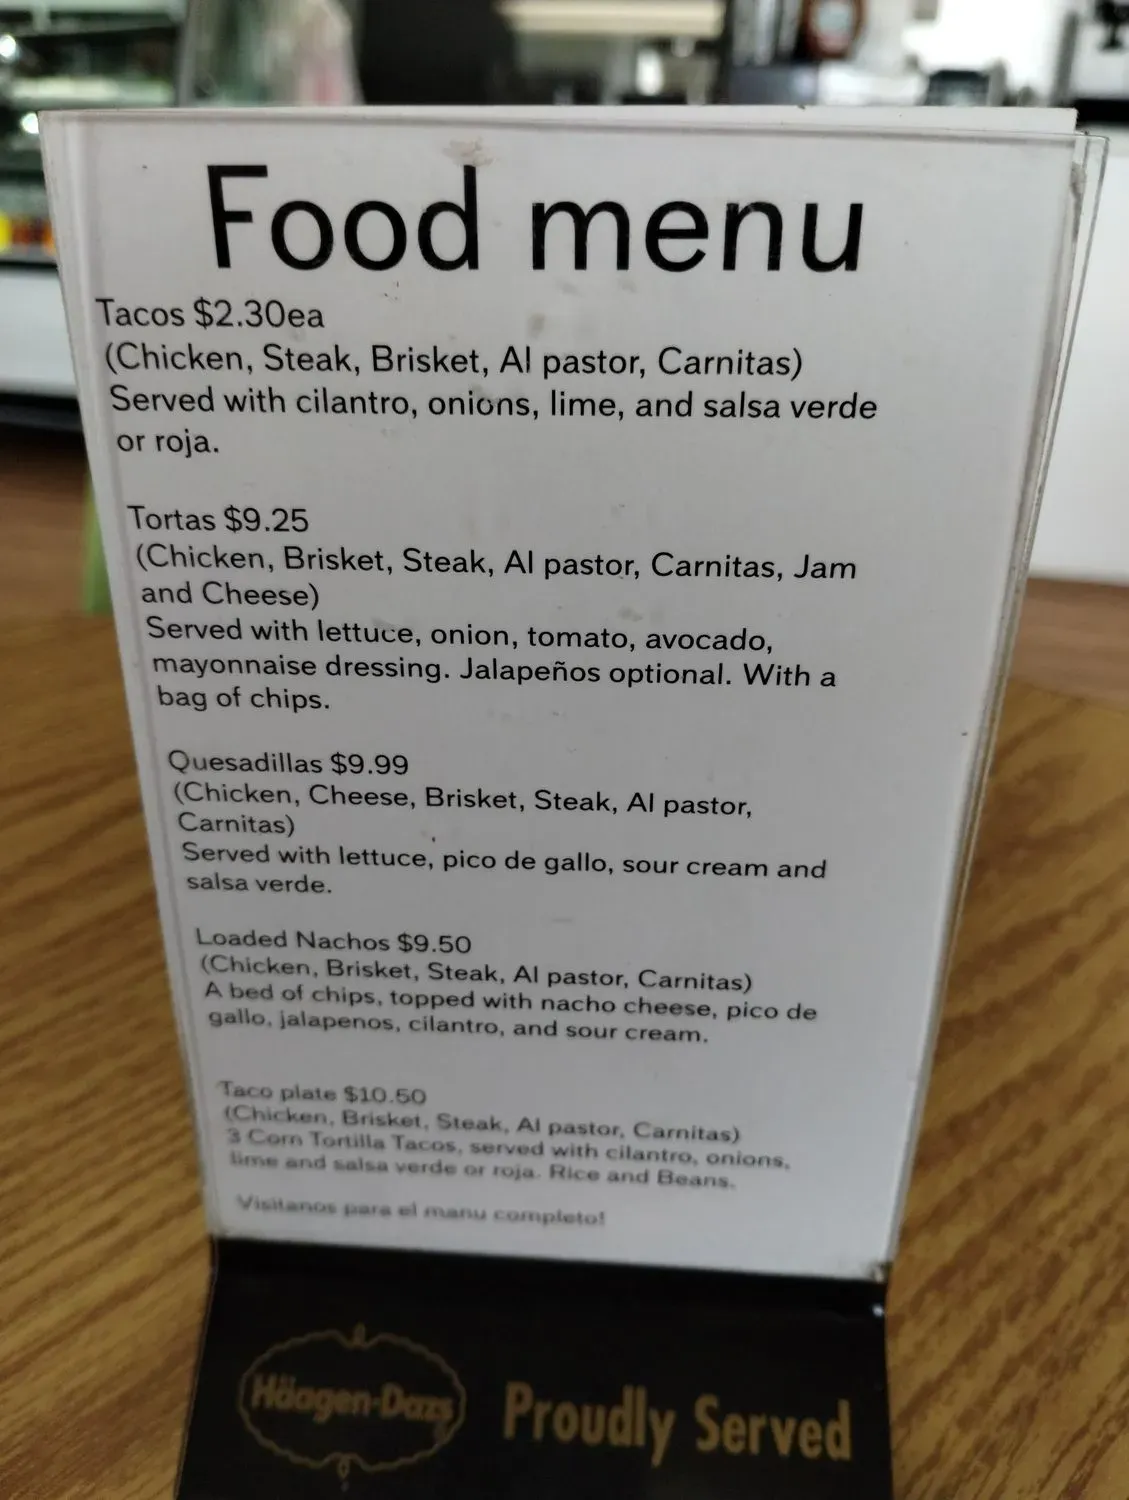 Food menu
Tacos $2.30ea
(Chicken, Steak, Brisket, Al pastor, Carnitas)
Served with cilantro, onions, lime, and salsa verde
or roja.
Tortas $9.25
(Chicken, Brisket, Steak, Al pastor, Carnitas, Jam
and Cheese)
Served with lettuce, onion, tomato, avocado,
mayonnaise dressing. Jalapeños optional. With a
bag of chips.
Quesadillas $9.99
(Chicken, Cheese, Brisket, Steak, Al pastor,
Carnitas)
Served with lettuce, pico de gallo, sour cream and
salsa verde.
Loaded Nachos $9.50
(Chicken, Brisket, Steak, Al pastor, Carnitas)
A bed of chips, topped with nacho cheese, pico de
gallo, jalapenos, cilantro, and sour cream.
Taco plate $10.50
(Chicken, Brisket, Steak, Al pastor, Carnitas)
3 Corn Tortilla Tacos, served with cilantro, onions,
lime and salsa verde or roja. Rice and Beans.
Visitanos para el manu completo!
Häagen-Dazs
Proudly Served